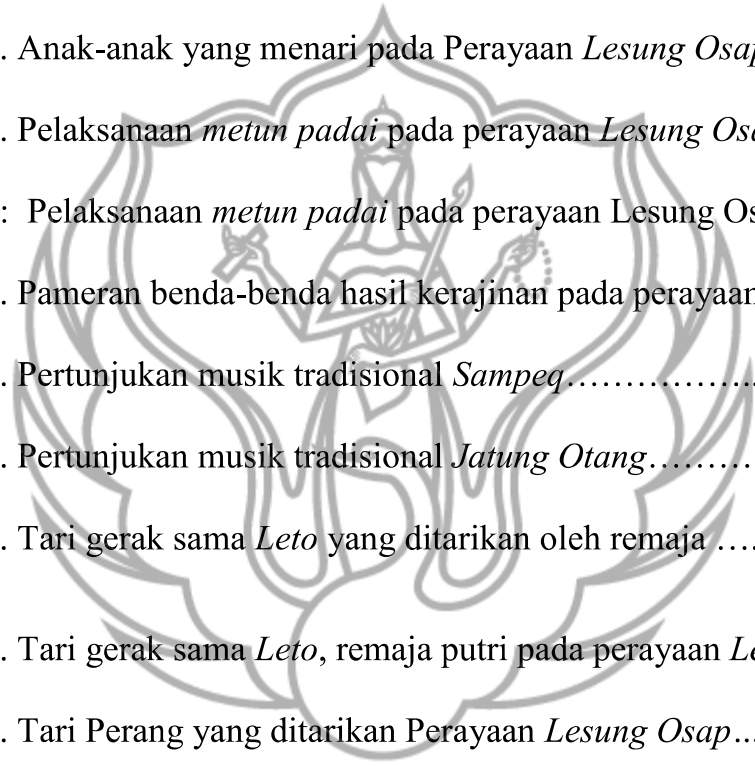 . Anak-anak yang menari pada Perayaan Lesung
. Pelaksanaan metun padai pada perayaan Lesung
: Pelaksanaan metun padai pada perayaan Lesung
. Pameran benda-benda hasil kerajinan pada perayaan
. Pertunjukan musik tradisional Sampeq..................
. Pertunjukan musik tradisional Jatung Otang.........
. Tari gerak sama Leto yang ditarikan oleh remaja ....
. Tari gerak sama Leto, remaja putri pada perayaan
. Tari Perang yang ditarikan Perayaan Lesung Osap...